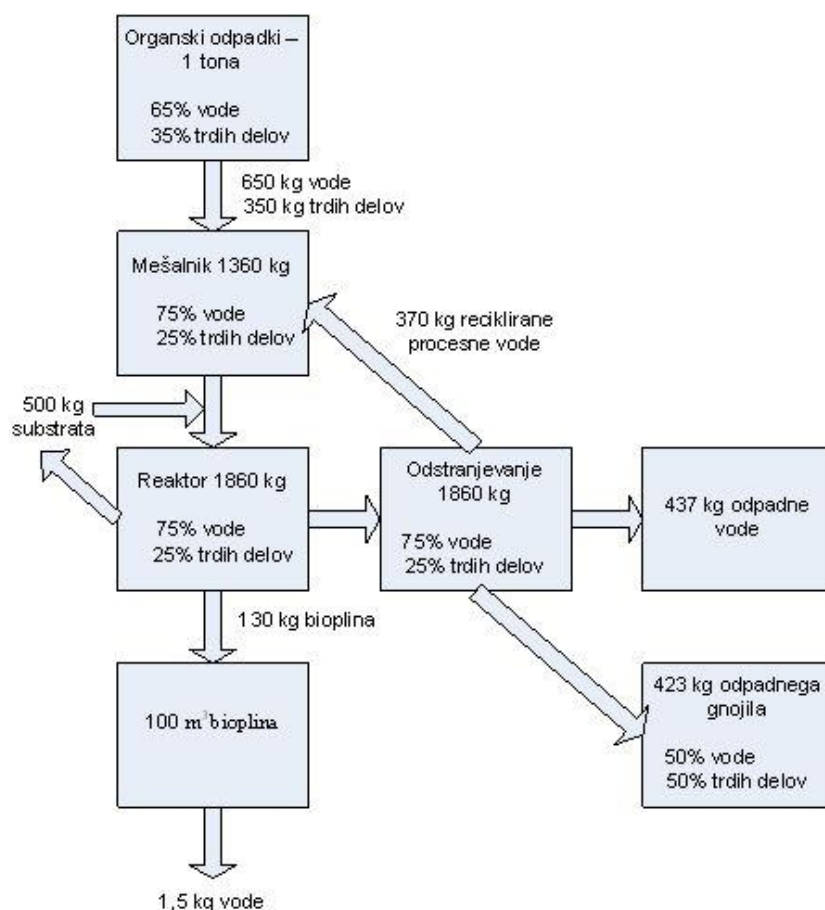 Organski odpadki –
1 tona
65% vode
35% trdih delov
650 kg vode
350 kg trdih delov
Mešalnik 1360 kg
75% vode
25% trdih delov
370 kg reciklirane
procesne vode
500 kg
substrata
Reaktor 1860 kg
75% vode
25% trdih delov
Odstranjevanje
1860 kg
75% vode
25% trdih delov
437 kg odpadne
vode
130 kg bioplina
100 m³bioplina
423 kg odpadnega
gnojila
50% vode
50% trdih delov
1,5 kg vode